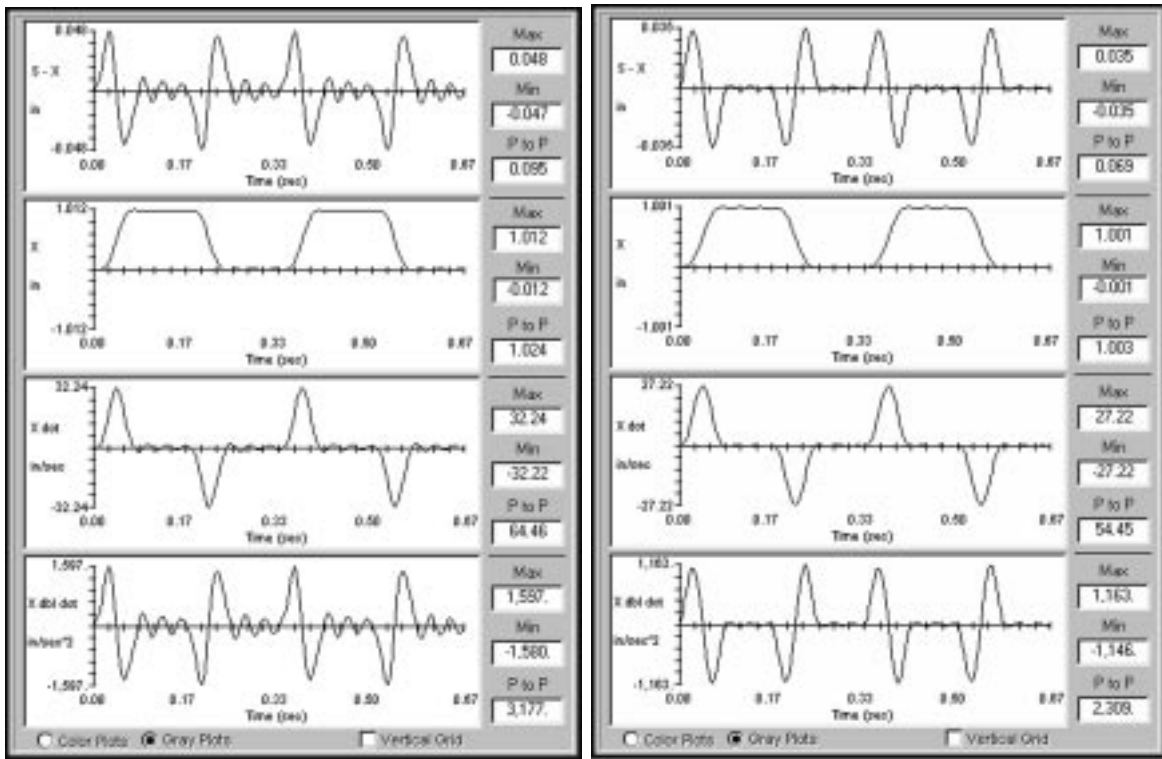 0.048
S - X
in
-0.048
0.00 0.17 0.33 0.50 0.67
Time (sec)
Max
0.048
Min
-0.047
P to P
0.095
1.012
X
in
-1.012
0.00 0.17 0.33 0.50 0.67
Time (sec)
Max
1.012
Min
-0.012
P to P
1.024
32.24
X dot
in/sec
-32.24
0.00 0.17 0.33 0.50 0.67
Time (sec)
Max
32.24
Min
-32.22
P to P
64.46
1,597.
X dbl dot
in/sec^2
-1,597.
0.00 0.17 0.33 0.50 0.67
Time (sec)
Max
1,597.
Min
-1,580.
P to P
3,177.
Color Plots Gray Plots Vertical Grid
0.035
S - X
in
-0.035
0.00 0.17 0.33 0.50 0.67
Time (sec)
Max
0.035
Min
-0.035
P to P
0.069
1.001
X
in
-1.001
0.00 0.17 0.33 0.50 0.67
Time (sec)
Max
1.001
Min
-0.001
P to P
1.003
27.22
X dot
in/sec
-27.22
0.00 0.17 0.33 0.50 0.67
Time (sec)
Max
27.22
Min
-27.22
P to P
54.45
1,163.
X dbl dot
in/sec^2
-1,163.
0.00 0.17 0.33 0.50 0.67
Time (sec)
Max
1,163.
Min
-1,146.
P to P
2,309.
Color Plots Gray Plots Vertical Grid